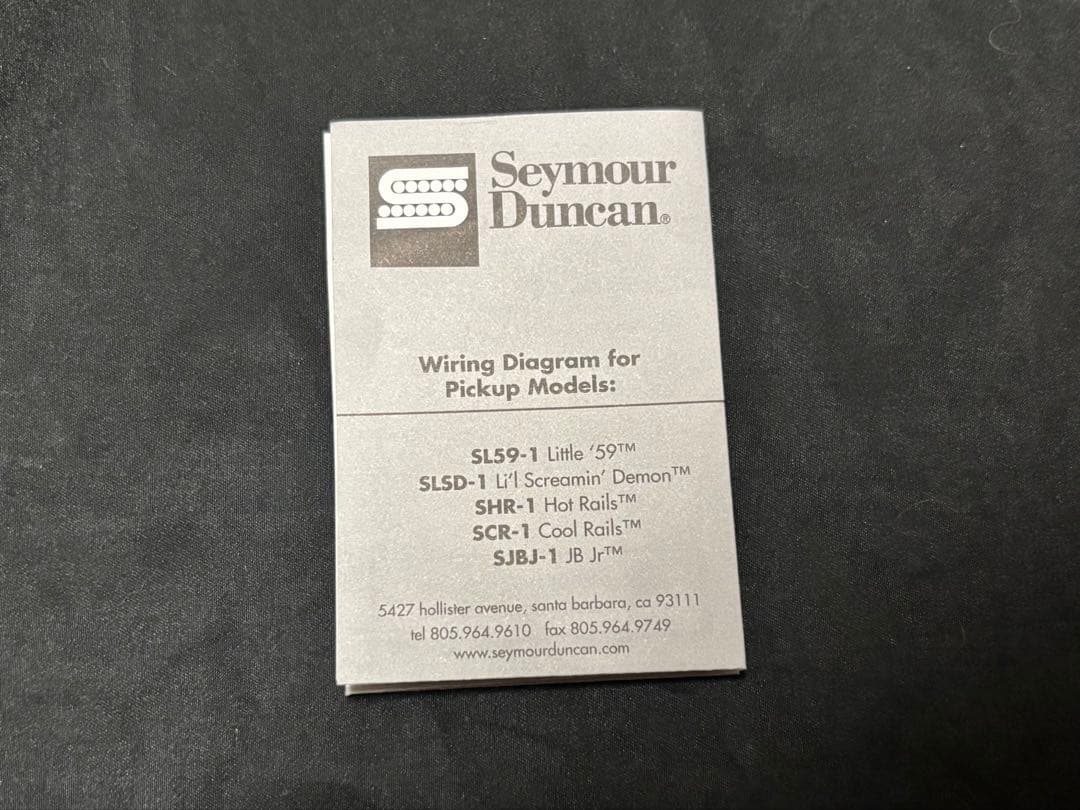 Seymour
Duncan®
Wiring Diagram for
Pickup Models:
SL59-1 Little '59™
SLSD-1 Li'l Screamin' Demon™
SHR-1 Hot Rails™
SCR-1 Cool Rails™
SJBJ-1 JB Jr™
5427 hollister avenue, santa barbara, ca 93111
tel 805.964.9610 fax 805.964.9749
www.seymourduncan.com